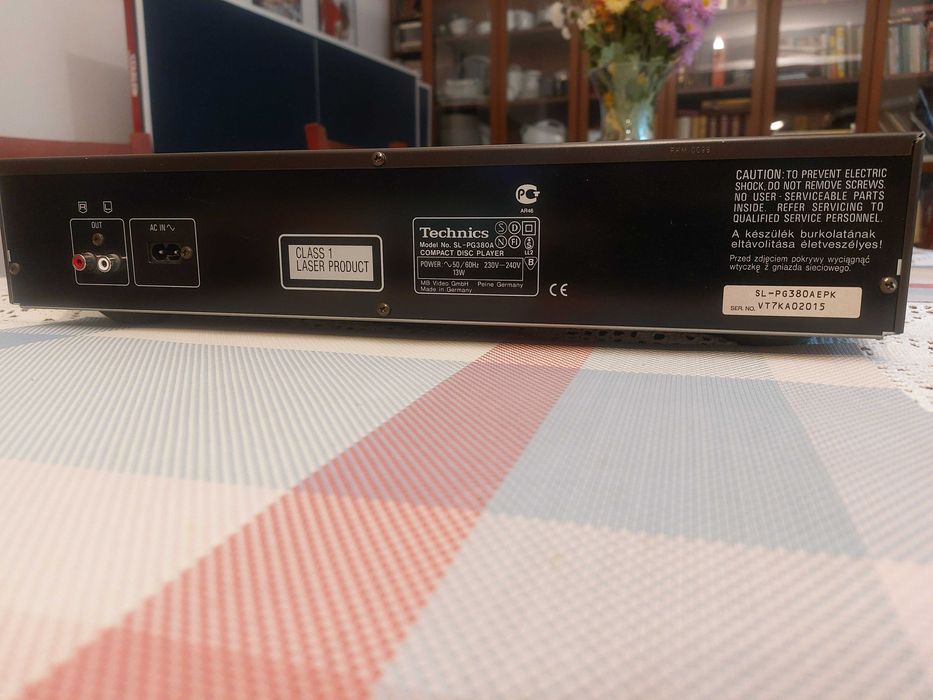 R L
OUT
AC IN
CLASS 1
LASER PRODUCT
PG
AR46
Technics
Model No. SL-PG380A
COMPACT DISC PLAYER
POWER: ∿50/60Hz 230V-240V
13W
MB Video GmbH Peine Germany
Made in Germany
S D
N FI
B
CE
CAUTION: TO PREVENT ELECTRIC
SHOCK, DO NOT REMOVE SCREWS.
NO USER-SERVICEABLE PARTS
INSIDE. REFER SERVICING TO
QUALIFIED SERVICE PERSONNEL.
A készülék burkolatának
eltávolítása életveszélyes!
Przed zdjęciem pokrywy wyciągnąć
wtyczkę z gniazda sieciowego.
SL-PG380AEPK
SER. NO. VT7KA02015